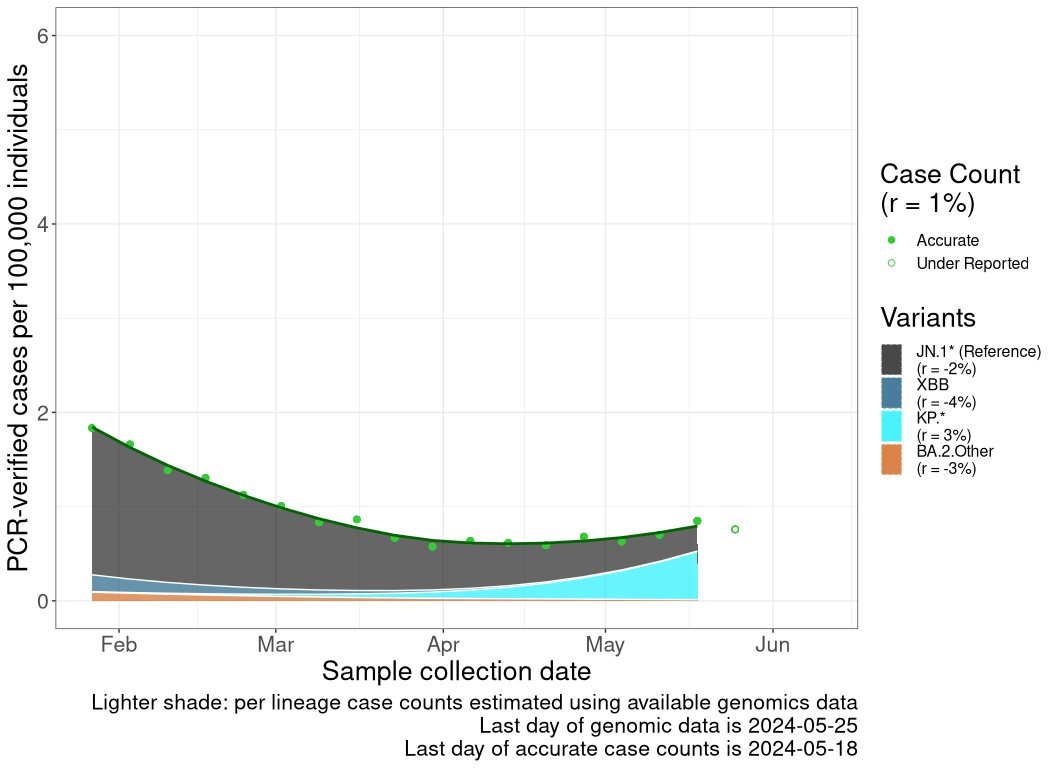 PCR-verified cases per 100,000 individuals
6
4
2
0
Feb
Mar
Apr
May
Jun
Sample collection date
Lighter shade: per lineage case counts estimated using available genomics data
Last day of genomic data is 2024-05-25
Last day of accurate case counts is 2024-05-18
Case Count
(r = 1%)
Accurate
Under Reported
Variants
JN.1* (Reference)
(r = -2%)
XBB
(r = -4%)
KP.*
(r = 3%)
BA.2.Other
(r = -3%)